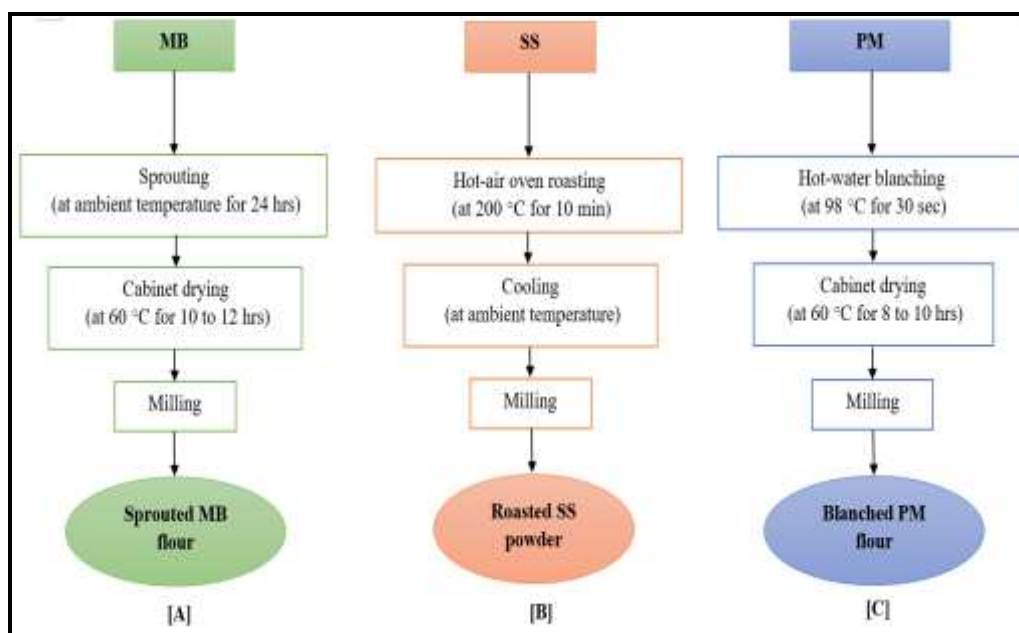 MB
Sprouting
(at ambient temperature for 24 hrs)
Cabinet drying
(at 60 °C for 10 to 12 hrs)
Milling
Sprouted MB
flour
[A]
SS
Hot-air oven roasting
(at 200 °C for 10 min)
Cooling
(at ambient temperature)
Milling
Roasted SS
powder
[B]
PM
Hot-water blanching
(at 98 °C for 30 sec)
Cabinet drying
(at 60 °C for 8 to 10 hrs)
Milling
Blanched PM
flour
[C]